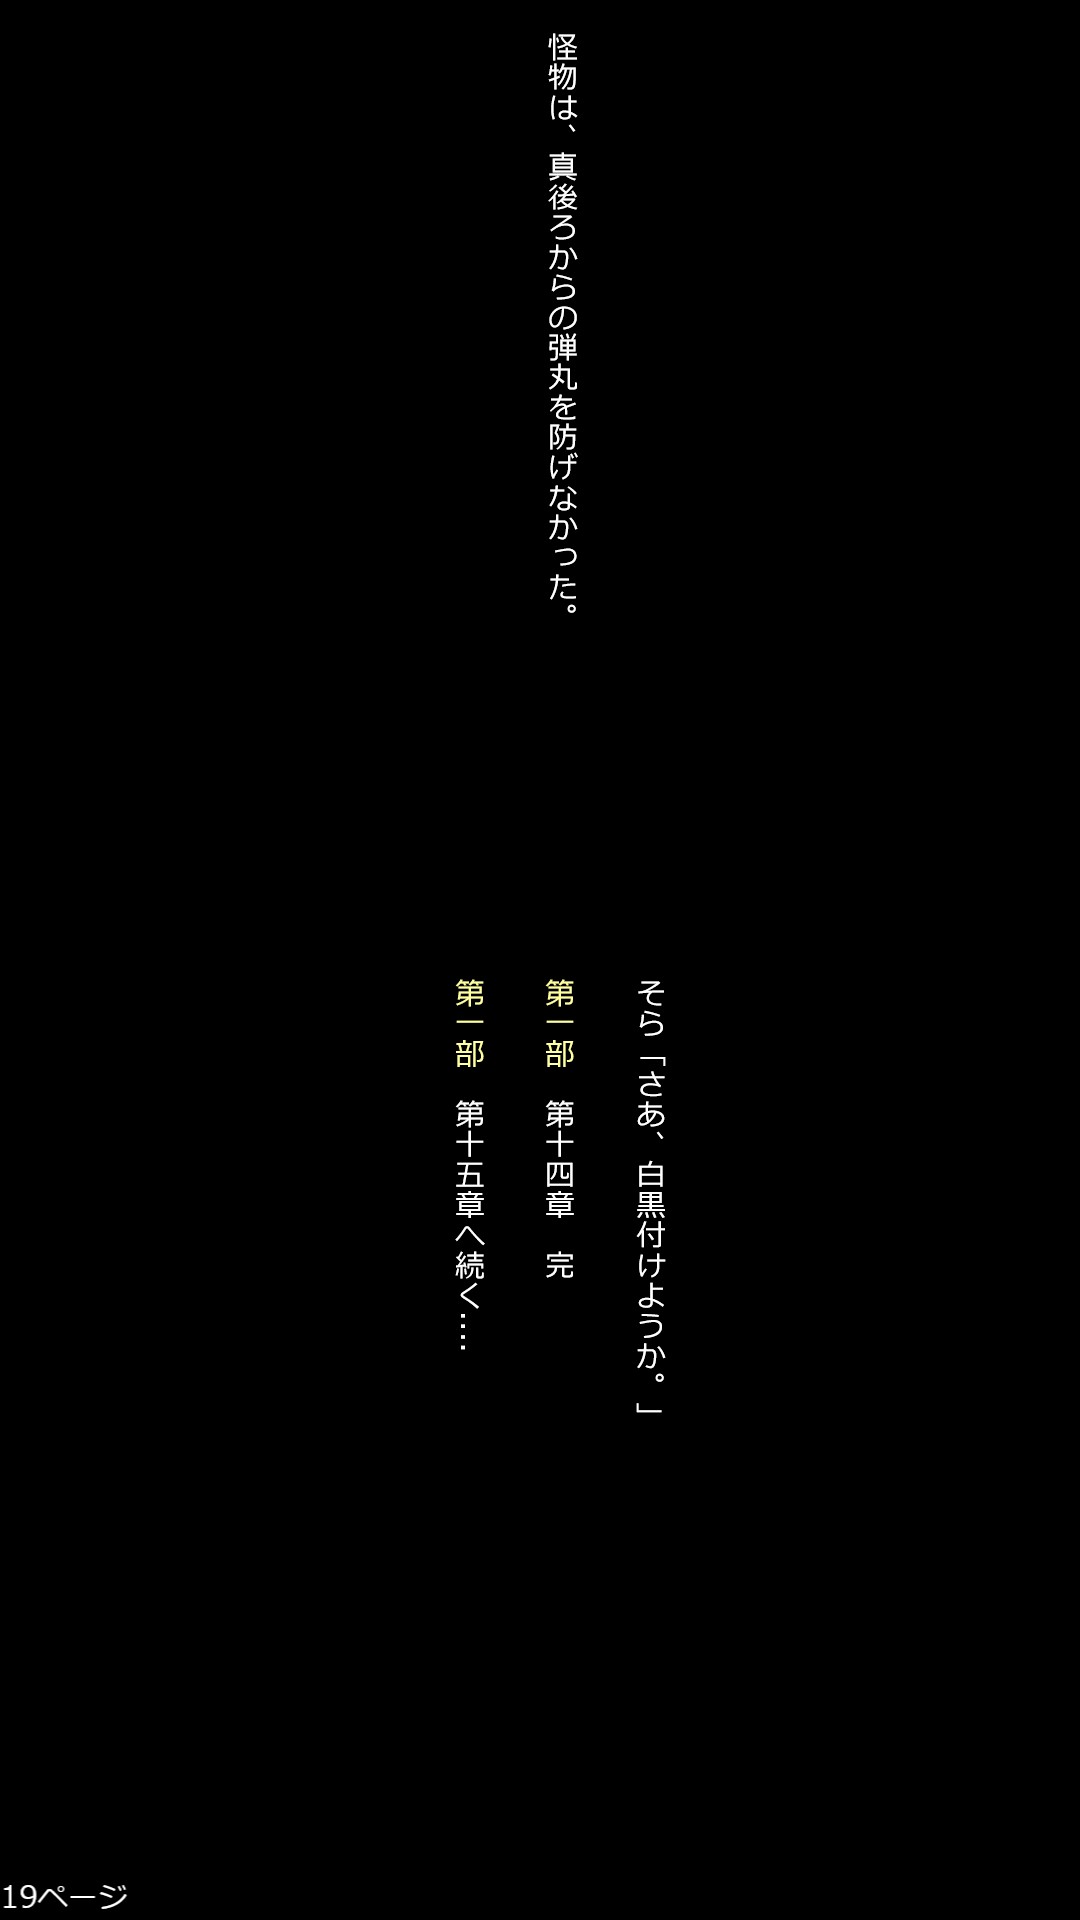 怪物は、真後ろからの弾丸を防げなかった。
そら「さあ、白黒付けようか。」
第一部　第十四章　完
第一部　第十五章へ続く‥‥
19ページ